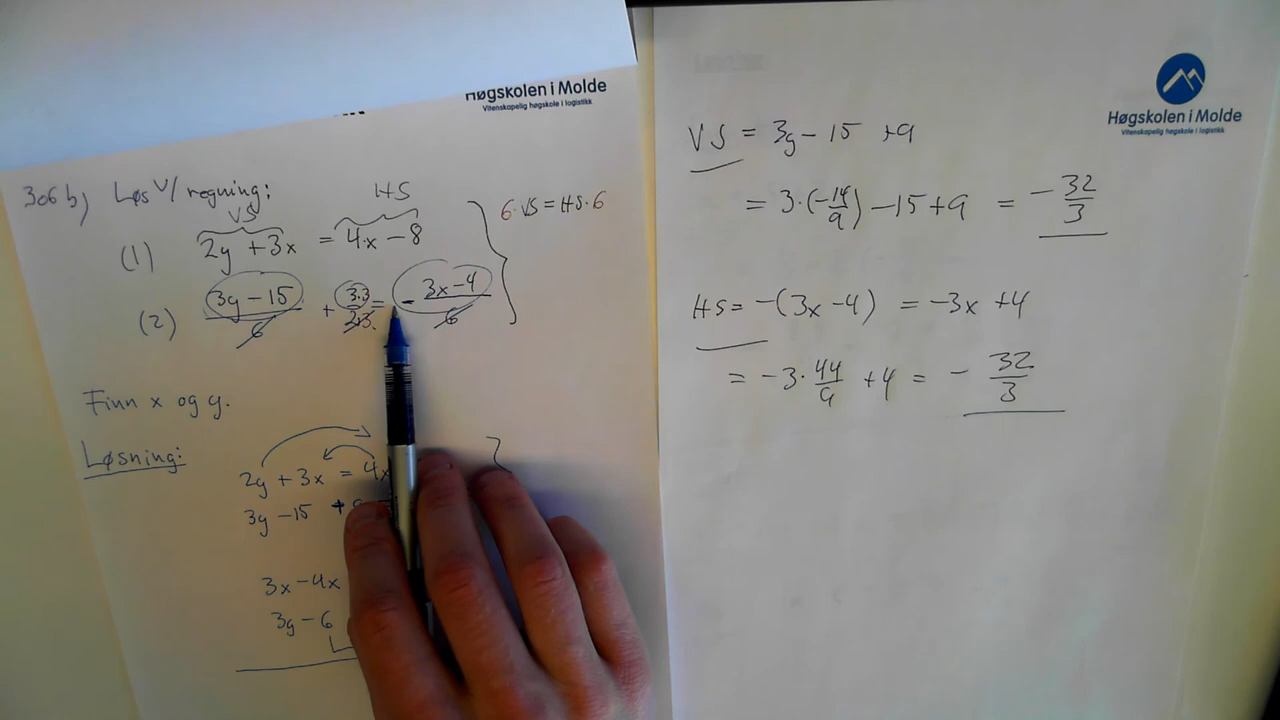 Høgskolen i Molde
Vitenskapelig høgskole i logistikk
306 b) Løs v/ regning:
VS HS
(1) 2y + 3x = 4x - 8
6·VS = HS·6
(2) 3y - 15 / 6 + 3·3 / = - 3x - 4 / 6
Finn x og y.
Løsning:
2y + 3x = 4x
3y - 15 +
3x - 4x
3y - 6
Høgskolen i Molde
Vitenskapelig høgskole i logistikk
VS = 3y - 15 + 9
= 3·(-14/9) - 15 + 9 = -32/3
HS = -(3x - 4) = -3x + 4
= -3·44/9 + 4 = -32/3